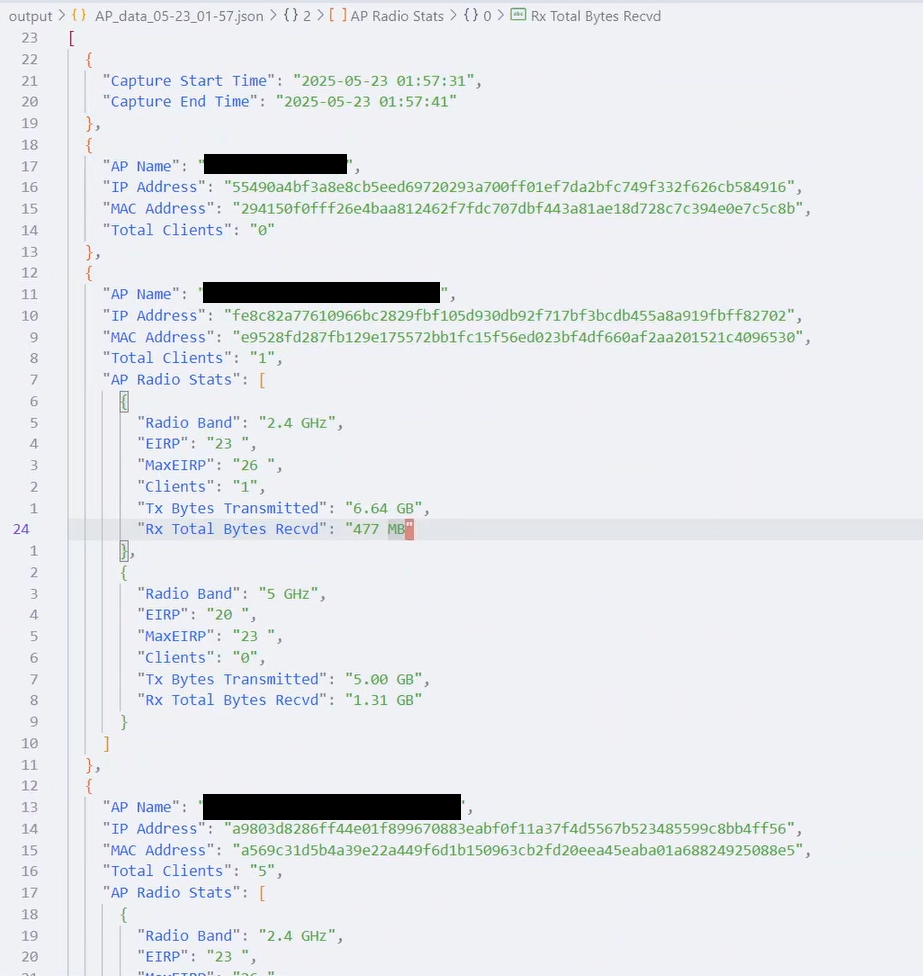 output > {} AP_data_05-23_01-57.json > {} 2 > [ ] AP Radio Stats > {} 0 > abc Rx Total Bytes Recvd
23 [
22 {
21 "Capture Start Time": "2025-05-23 01:57:31",
20 "Capture End Time": "2025-05-23 01:57:41"
19 },
18 {
17 "AP Name": "",
16 "IP Address": "55490a4bf3a8e8cb5eed69720293a700ff01ef7da2bfc749f332f626cb584916",
15 "MAC Address": "294150f0fff26e4baa812462f7fdc707dbf443a81ae18d728c7c394e0e7c5c8b",
14 "Total Clients": "0"
13 },
12 {
11 "AP Name": "",
10 "IP Address": "fe8c82a77610966bc2829fbf105d930db92f717bf3bcdb455a8a919fbff82702",
9 "MAC Address": "e9528fd287fb129e175572bb1fc15f56ed023bf4df660af2aa201521c4096530",
8 "Total Clients": "1",
7 "AP Radio Stats": [
6 {
5 "Radio Band": "2.4 GHz",
4 "EIRP": "23 ",
3 "MaxEIRP": "26 ",
2 "Clients": "1",
1 "Tx Bytes Transmitted": "6.64 GB",
24 "Rx Total Bytes Recvd": "477 MB"
1 },
2 {
3 "Radio Band": "5 GHz",
4 "EIRP": "20 ",
5 "MaxEIRP": "23 ",
6 "Clients": "0",
7 "Tx Bytes Transmitted": "5.00 GB",
8 "Rx Total Bytes Recvd": "1.31 GB"
9 }
10 ]
11 },
12 {
13 "AP Name": "",
14 "IP Address": "a9803d8286ff44e01f899670883eabf0f11a37f4d5567b523485599c8bb4ff56",
15 "MAC Address": "a569c31d5b4a39e22a449f6d1b150963cb2fd20eea45eaba01a68824925088e5",
16 "Total Clients": "5",
17 "AP Radio Stats": [
18 {
19 "Radio Band": "2.4 GHz",
20 "EIRP": "23 ",
21 "MaxEIRP": "26 ",